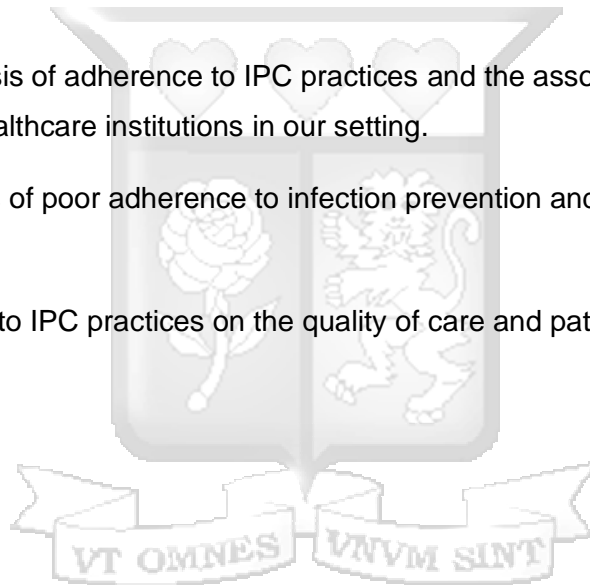 sis of adherence to IPC practices and the asso
althcare institutions in our setting.
of poor adherence to infection prevention and
to IPC practices on the quality of care and pat
VT OMNES VNVM SINT